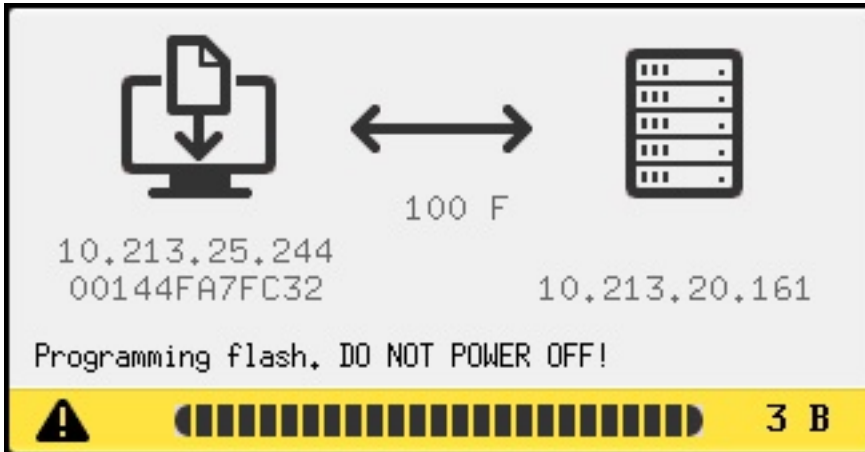 100 F
10.213.25.244
00144FA7FC32
10.213.20.161
Programming flash. DO NOT POWER OFF!
3 B